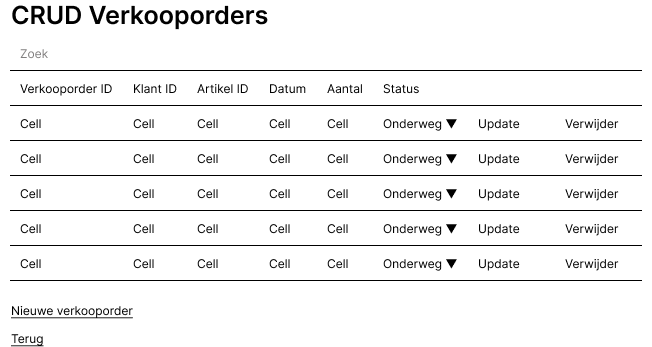 CRUD Verkooporders
Zoek
Verkooporder ID Klant ID Artikel ID Datum Aantal Status
Cell Cell Cell Cell Cell Onderweg ▼ Update Verwijder
Cell Cell Cell Cell Cell Onderweg ▼ Update Verwijder
Cell Cell Cell Cell Cell Onderweg ▼ Update Verwijder
Cell Cell Cell Cell Cell Onderweg ▼ Update Verwijder
Cell Cell Cell Cell Cell Onderweg ▼ Update Verwijder
Nieuwe verkooporder
Terug